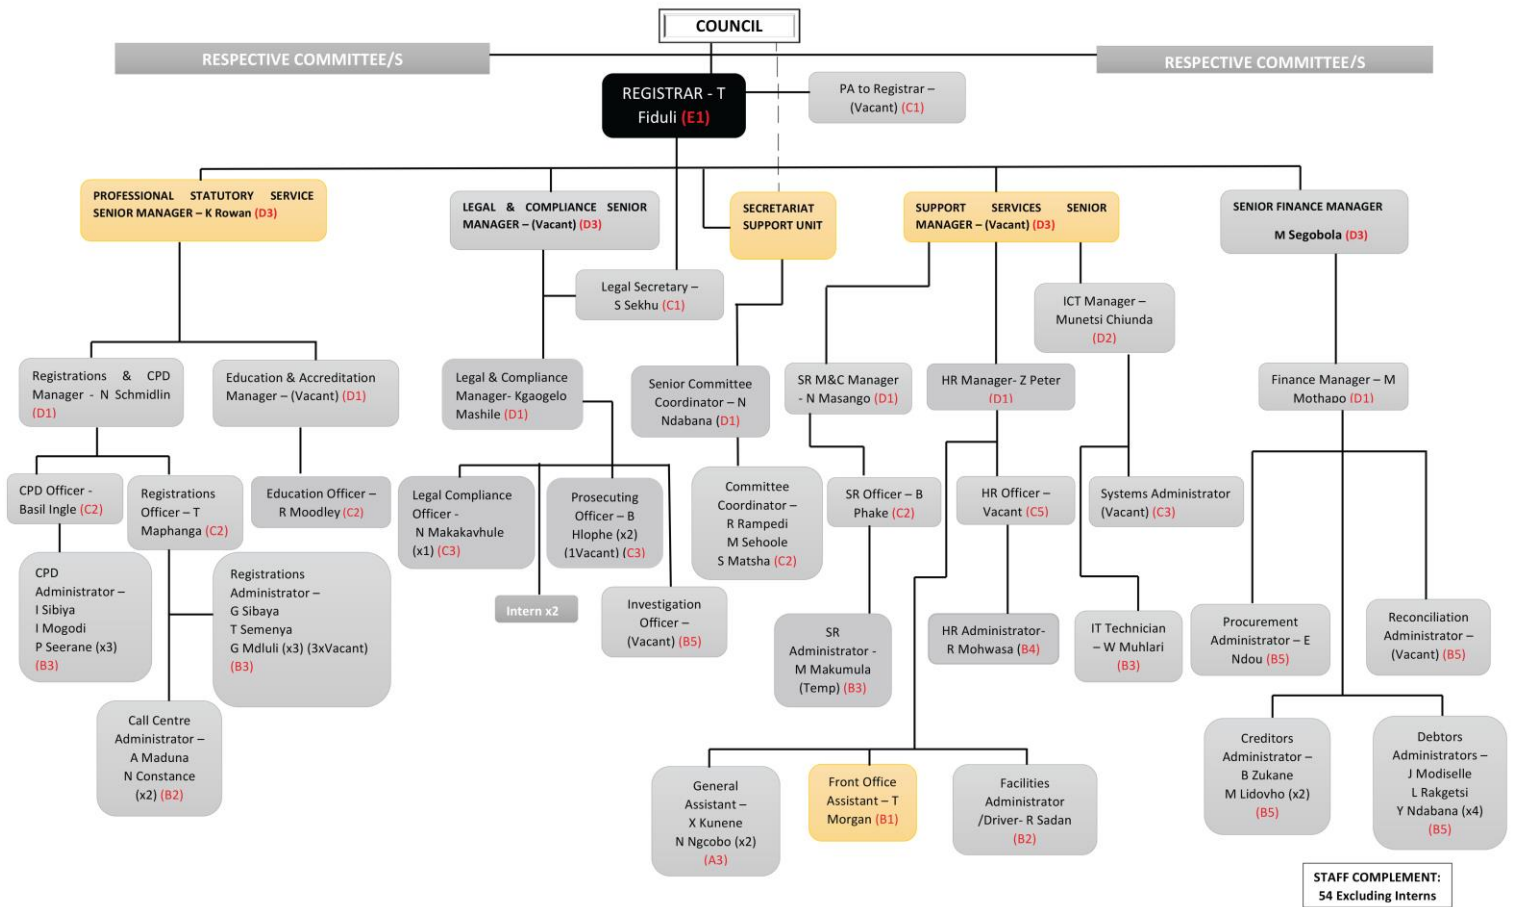 COUNCIL
RESPECTIVE COMMITTEE/S
RESPECTIVE COMMITTEE/S
REGISTRAR - T
Fiduli (E1)
PA to Registrar –
(Vacant) (C1)
PROFESSIONAL STATUTORY SERVICE
SENIOR MANAGER – K Rowan (D3)
LEGAL & COMPLIANCE SENIOR
MANAGER – (Vacant) (D3)
SECRETARIAT
SUPPORT UNIT
SUPPORT SERVICES SENIOR
MANAGER – (Vacant) (D3)
SENIOR FINANCE MANAGER
M Segobola (D3)
Legal Secretary –
S Sekhu (C1)
ICT Manager –
Munetsi Chiunda
(D2)
Registrations & CPD
Manager - N Schmidlin
(D1)
Education & Accreditation
Manager – (Vacant) (D1)
Legal & Compliance
Manager- Kgaogelo
Mashile (D1)
Senior Committee
Coordinator – N
Ndabana (D1)
SR M&C Manager
- N Masango (D1)
HR Manager- Z Peter
(D1)
Finance Manager – M
Mothapo (D1)
CPD Officer -
Basil Ingle (C2)
Registrations
Officer – T
Maphanga (C2)
Education Officer –
R Moodley (C2)
Legal Compliance
Officer -
N Makakavhule
(x1) (C3)
Prosecuting
Officer – B
Hlophe (x2)
(1Vacant) (C3)
Committee
Coordinator –
R Rampedi
M Sehoole
S Matsha (C2)
SR Officer – B
Phake (C2)
HR Officer –
Vacant (C5)
Systems Administrator
(Vacant) (C3)
CPD
Administrator –
I Sibiya
I Mogodi
P Seerane (x3)
(B3)
Registrations
Administrator –
G Sibaya
T Semenya
G Mdluli (x3) (3xVacant)
(B3)
Intern x2
Investigation
Officer –
(Vacant) (B5)
SR
Administrator -
M Makumula
(Temp) (B3)
HR Administrator-
R Mohwasa (B4)
IT Technician
– W Muhlari
(B3)
Procurement
Administrator – E
Ndou (B5)
Reconciliation
Administrator –
(Vacant) (B5)
Call Centre
Administrator –
A Maduna
N Constance
(x2) (B2)
General
Assistant –
X Kunene
N Ngcobo (x2)
(A3)
Front Office
Assistant – T
Morgan (B1)
Facilities
Administrator
/Driver- R Sadan
(B2)
Creditors
Administrator –
B Zukane
M Lidovho (x2)
(B5)
Debtors
Administrators –
J Modiselle
L Rakgetsi
Y Ndabana (x4)
(B5)
STAFF COMPLEMENT:
54 Excluding Interns